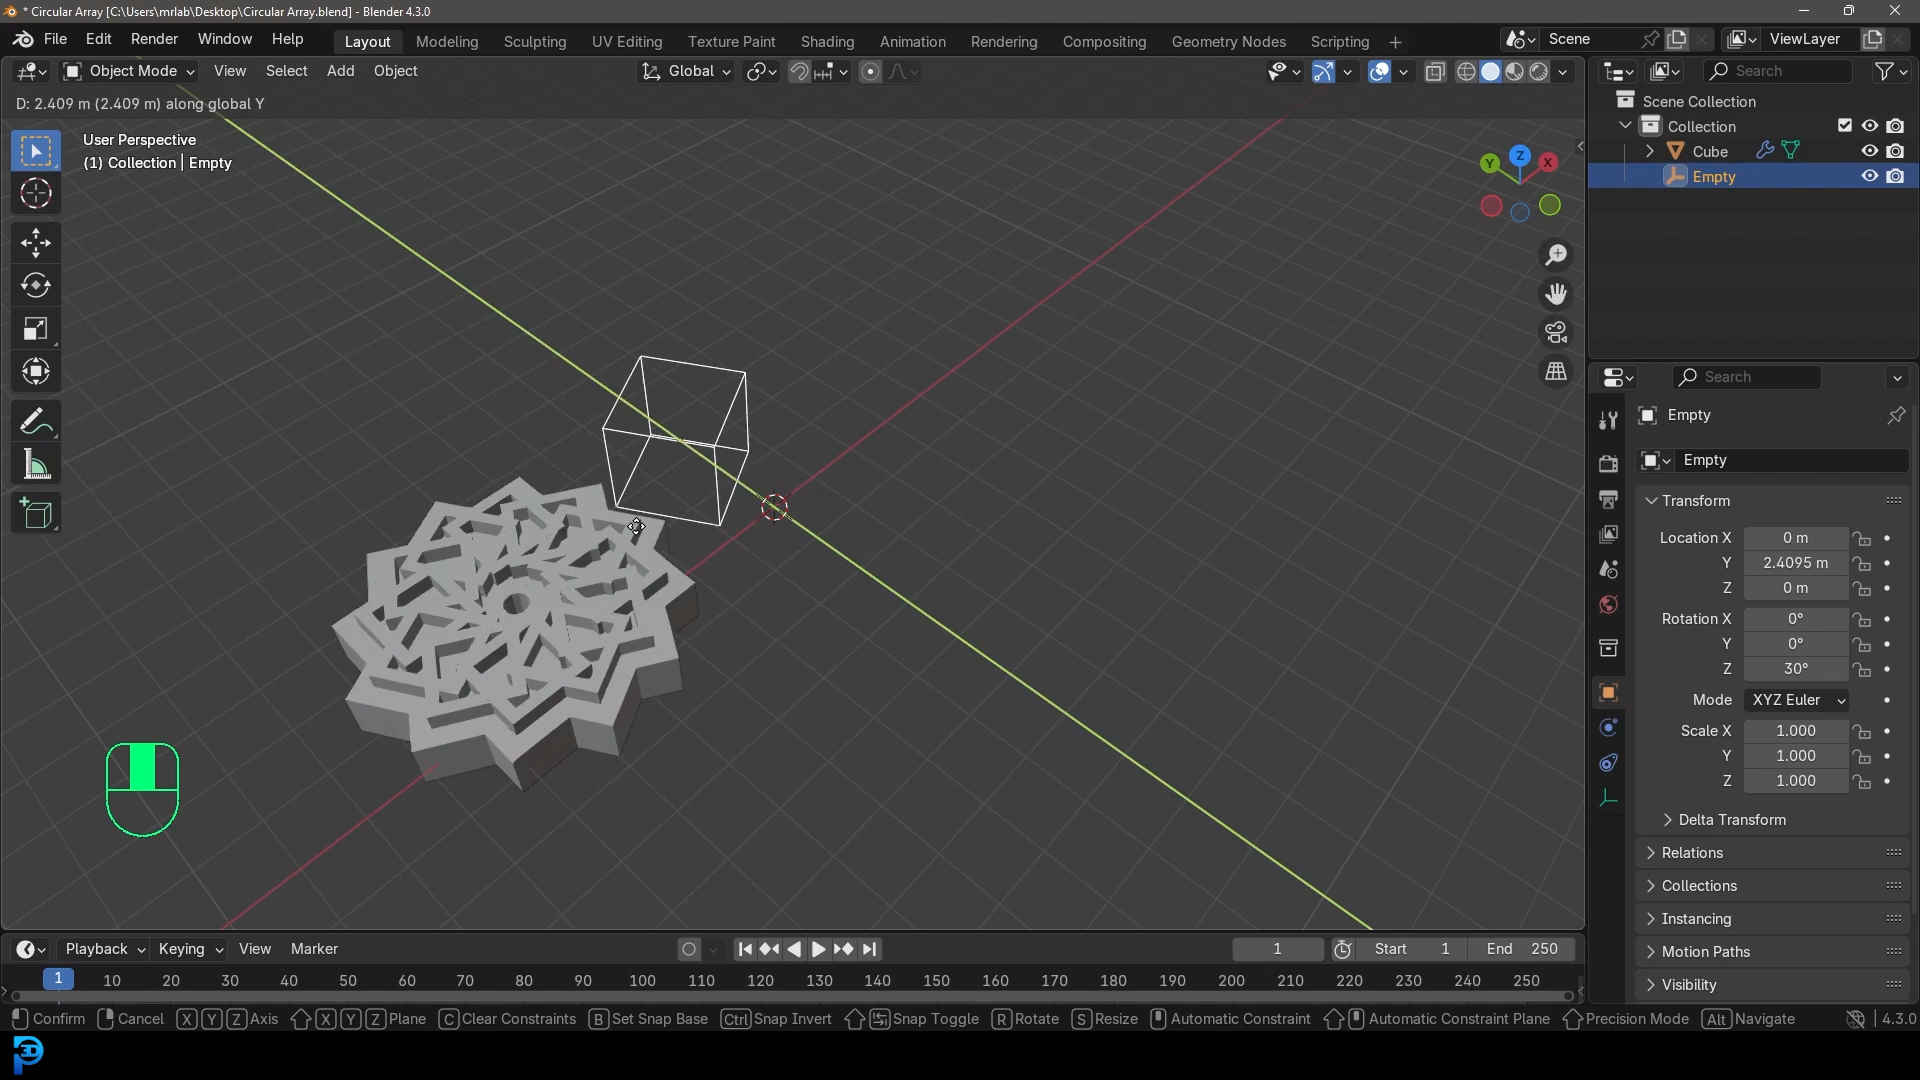 * Circular Array [C:\Users\mrlab\Desktop\Circular Array.blend] - Blender 4.3.0
File Edit Render Window Help Layout Modeling Sculpting UV Editing Texture Paint Shading Animation Rendering Compositing Geometry Nodes Scripting + Scene ViewLayer
Object Mode View Select Add Object Global Search
D: 2.409 m (2.409 m) along global Y
User Perspective
(1) Collection | Empty
Z
Y X
Scene Collection
Collection
Cube
Empty
Search
Empty
Empty
Transform
Location X 0 m
Y 2.4095 m
Z 0 m
Rotation X 0°
Y 0°
Z 30°
Mode XYZ Euler
Scale X 1.000
Y 1.000
Z 1.000
Delta Transform
Relations
Collections
Instancing
Motion Paths
Visibility
Playback Keying View Marker 1 Start 1 End 250
1 10 20 30 40 50 60 70 80 90 100 110 120 130 140 150 160 170 180 190 200 210 220 230 240 250
Confirm Cancel X Y Z Axis X Y Z Plane C Clear Constraints B Set Snap Base Ctrl Snap Invert Snap Toggle R Rotate S Resize Automatic Constraint Automatic Constraint Plane Precision Mode Alt Navigate 4.3.0
3D
P